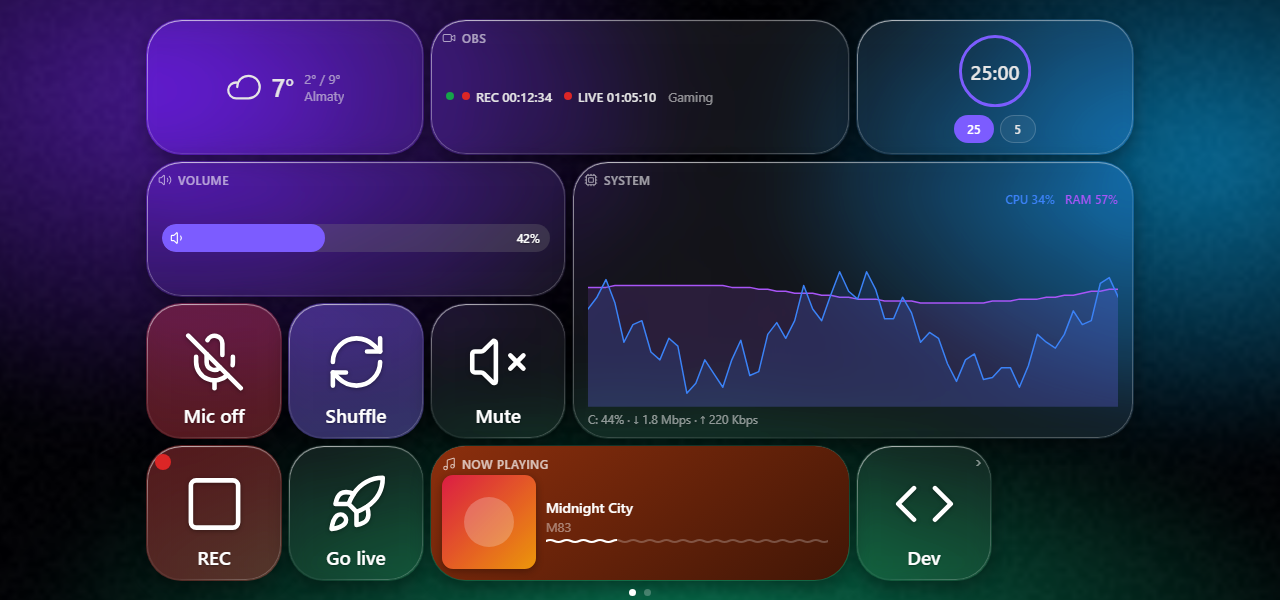 7°
2° / 9°
Almaty
OBS
REC 00:12:34 LIVE 01:05:10 Gaming
25:00
25 5
VOLUME
42%
SYSTEM
CPU 34% RAM 57%
C: 44% · ↓ 1.8 Mbps · ↑ 220 Kbps
Mic off
Shuffle
Mute
REC
Go live
NOW PLAYING
Midnight City
M83
Dev